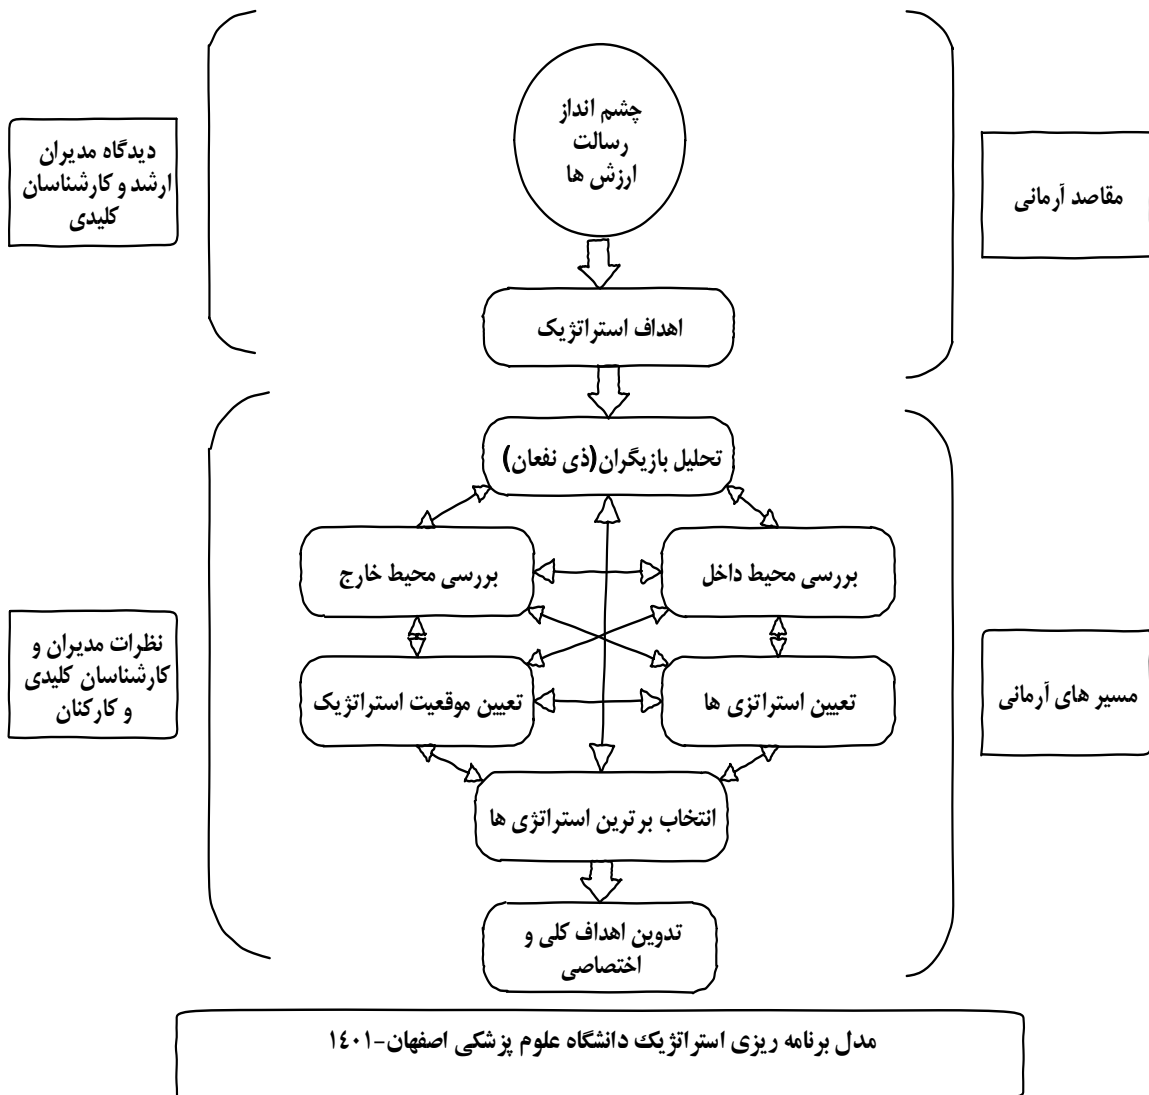 چشم انداز
رسالت
ارزش ها
دیدگاه مدیران
ارشد و کارشناسان
کلیدی
مقاصد آرمانی
اهداف استراتژیک
تحلیل بازیگران(ذی نفعان)
بررسی محیط داخل
بررسی محیط خارج
نظرات مدیران و
کارشناسان کلیدی
و کارکنان
مسیر های آرمانی
تعیین استراتزی ها
تعیین موقعیت استراتژیک
انتخاب برترین استراتژی ها
تدوین اهداف کلی و
اختصاصی
مدل برنامه ریزی استراتژیک دانشگاه علوم پزشکی اصفهان-١٤٠١